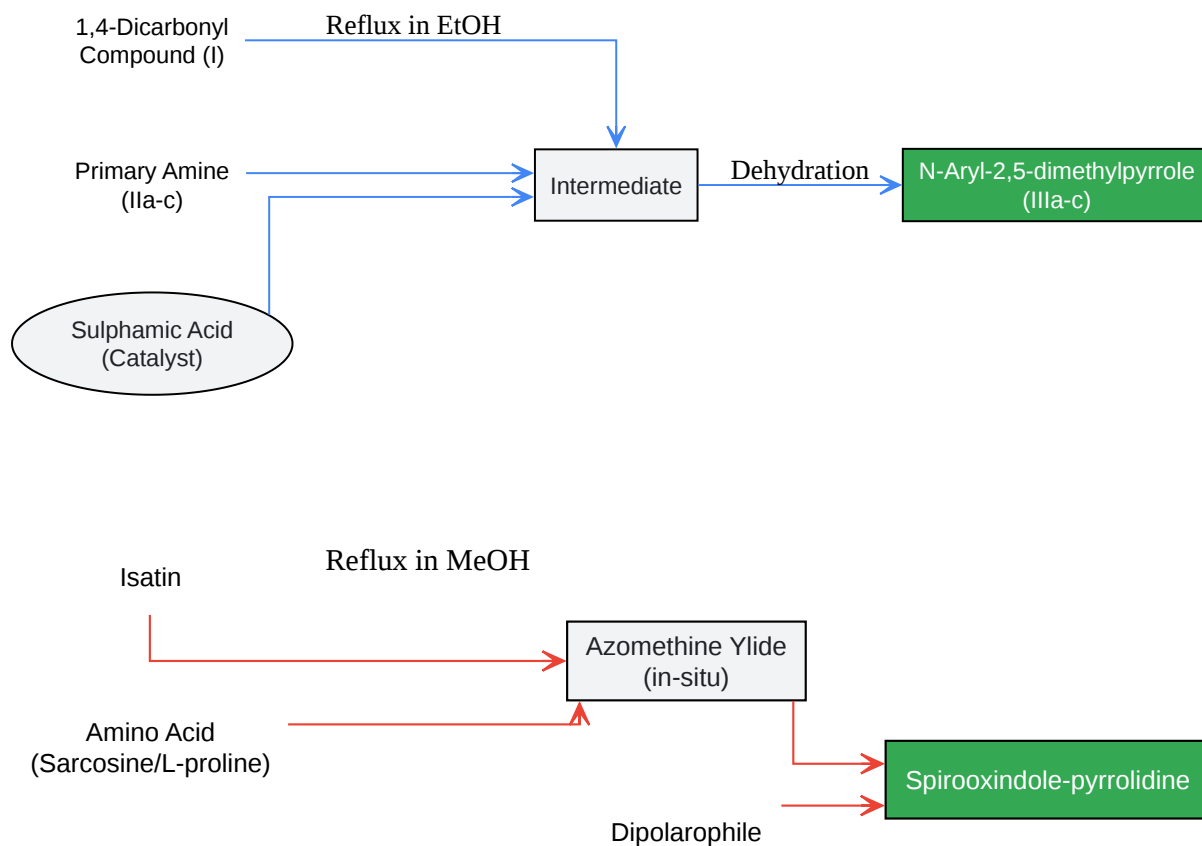 1,4-Dicarbonyl
Compound (I)
Reflux in EtOH
Primary Amine
(IIa-c)
Intermediate
Dehydration
N-Aryl-2,5-dimethylpyrrole
(IIIa-c)
Sulphamic Acid
(Catalyst)
Reflux in MeOH
Isatin
Azomethine Ylide
(in-situ)
Amino Acid
(Sarcosine/L-proline)
Spirooxindole-pyrrolidine
Dipolarophile